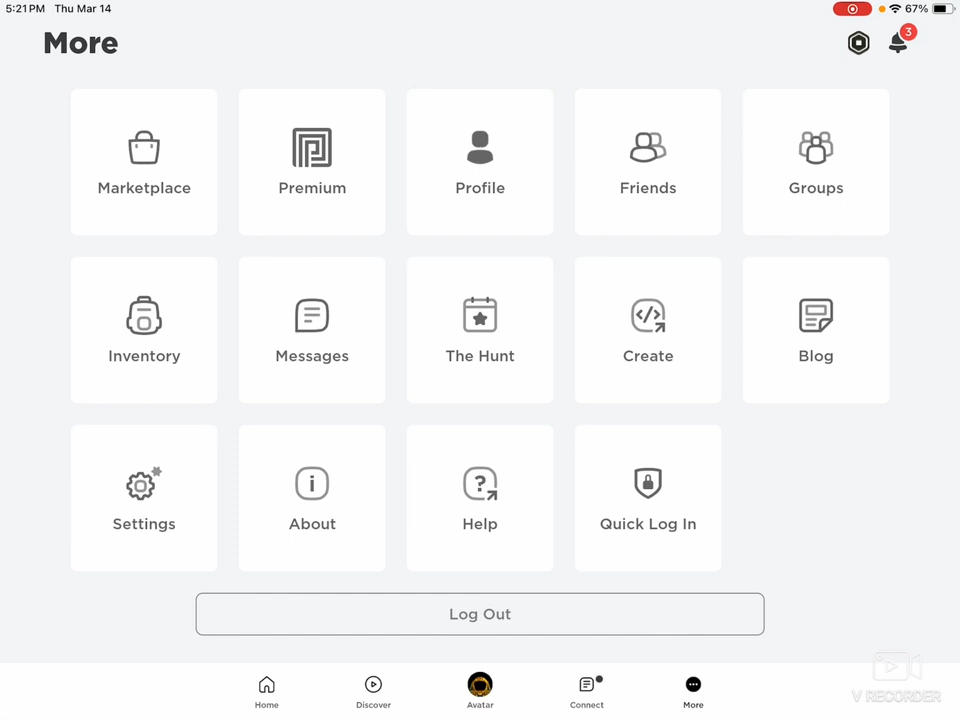 5:21 PM Thu Mar 14
67%
More
3
Marketplace
Premium
Profile
Friends
Groups
Inventory
Messages
The Hunt
Create
Blog
Settings
About
Help
Quick Log In
Log Out
Home
Discover
Avatar
Connect
More
V RECORDER